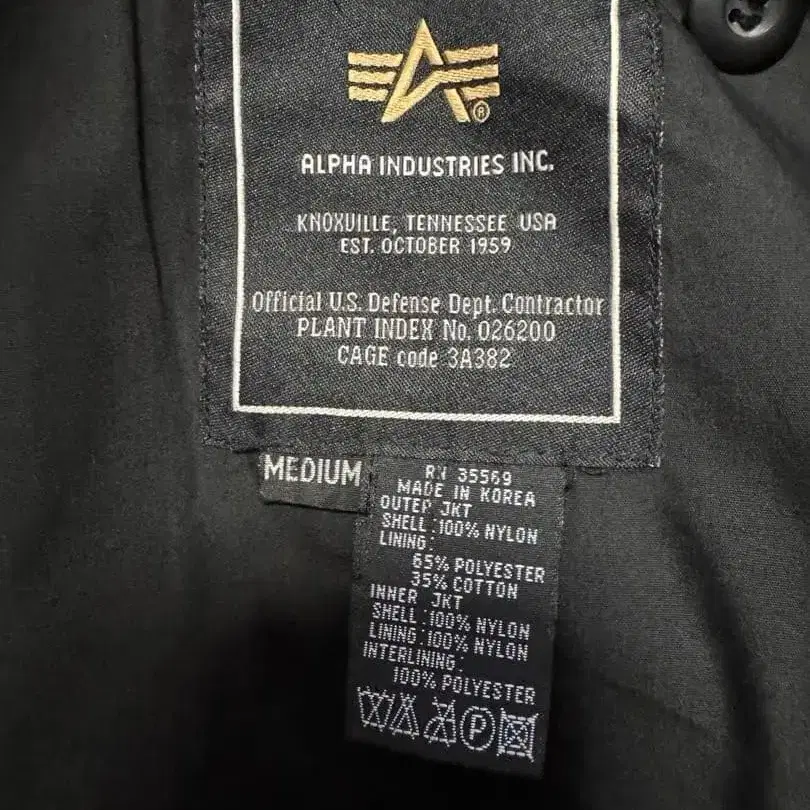 ALPHA INDUSTRIES INC.
KNOXVILLE, TENNESSEE USA
EST. OCTOBER 1959
Official U.S. Defense Dept. Contractor
PLANT INDEX No. 026200
CAGE code 3A382
MEDIUM
RN 35569
MADE IN KOREA
OUTER JKT
SHELL:100% NYLON
LINING:
65% POLYESTER
35% COTTON
INNER JKT
SHELL:100% NYLON
LINING:100% NYLON
INTERLINING:
100% POLYESTER
P